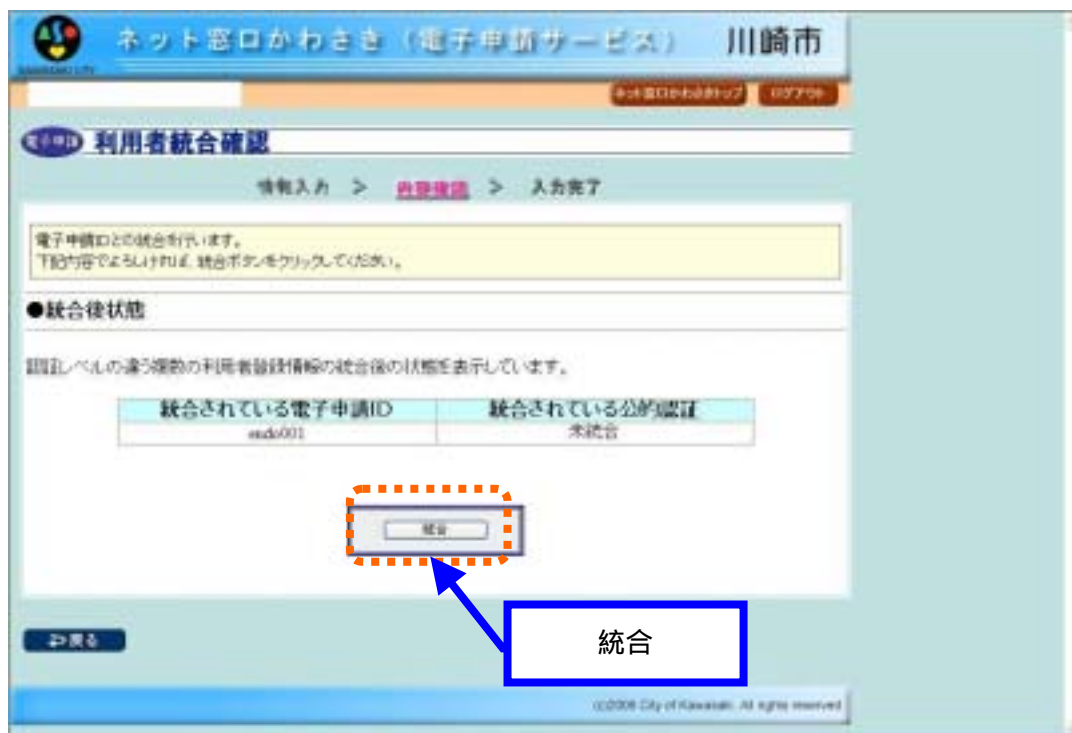 ネット窓口かわさき（電子申請サービス） 川崎市
KAWASAKI CITY
ネット窓口かわさきトップ ログアウト
電子申請 利用者統合確認
情報入力 > 内容確認 > 入力完了
電子申請IDとの統合を行います。
下記内容でよろしければ、統合ボタンをクリックしてください。
●統合後状態
認証レベルの違う複数の利用者登録情報の統合後の状態を表示しています。
統合されている電子申請ID 統合されている公的認証
endo001 未統合
統合
統合
戻る
City of Kawasaki. All rights reserved